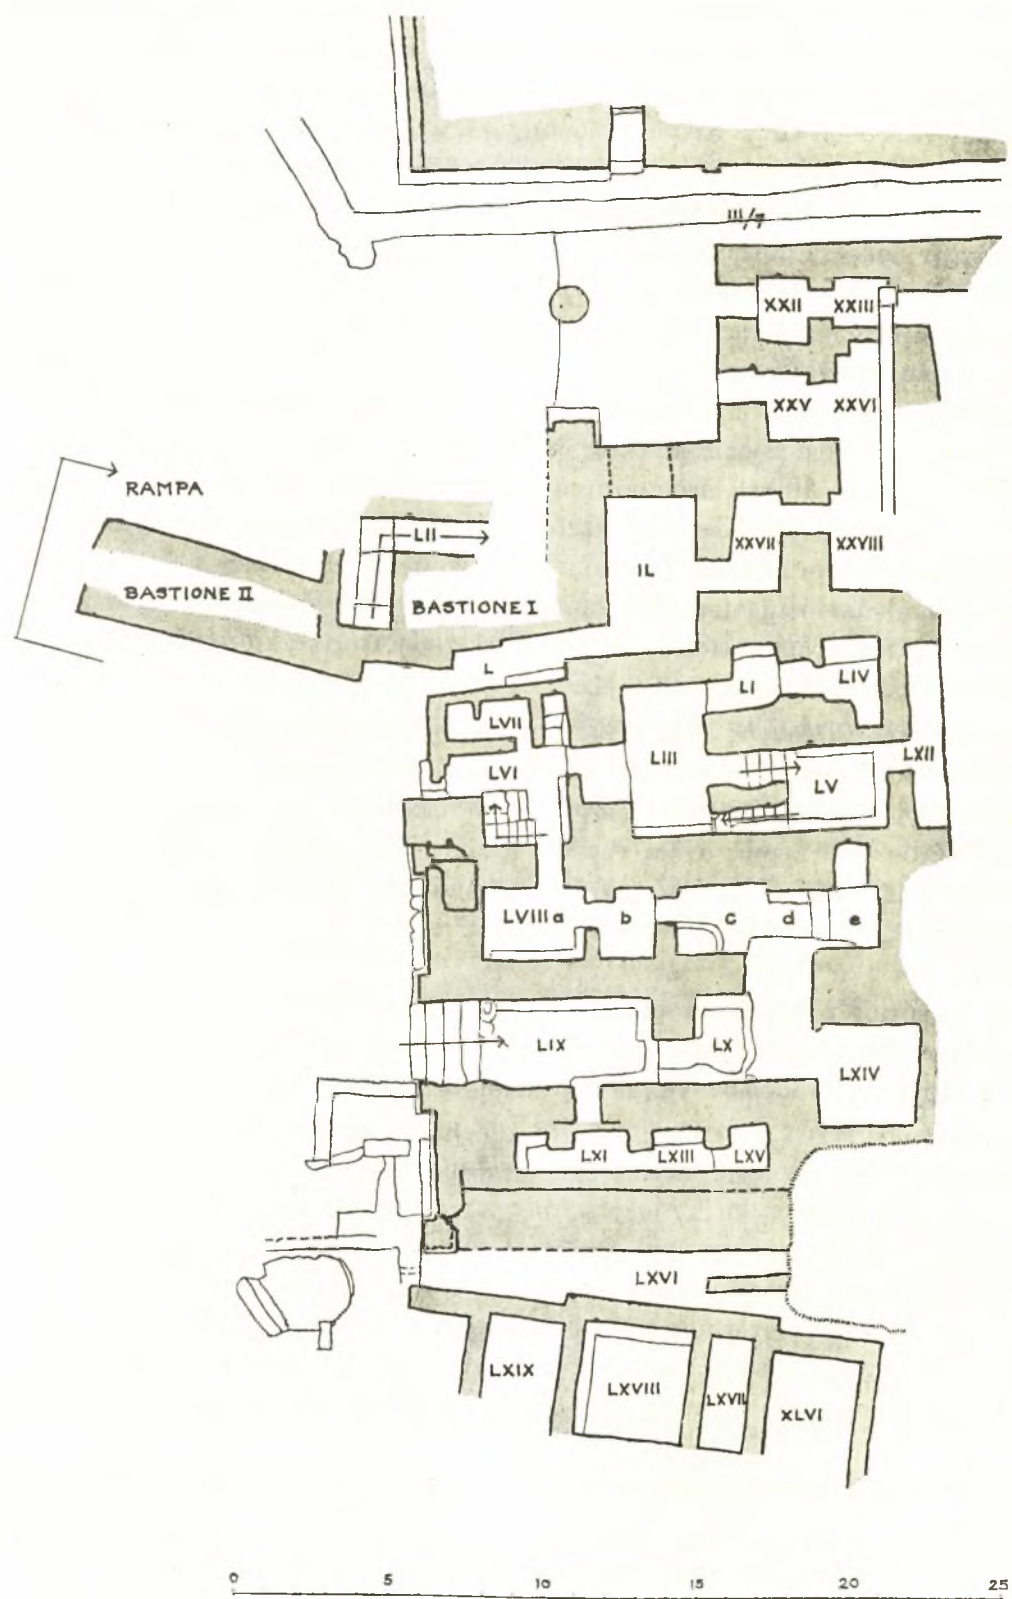 III/7
XXII XXIII
XXV XXVI
RAMPA
LII
XXVII XXVIII
IL
BASTIONE II
BASTIONE I
L
LI
LIV
LVII
LIII
LXII
LVI
LV
LVIII a b c d e
LIX
LX
LXIV
LXI LXIII LXV
LXVI
LXIX
LXVIII
LXVII
XLVI
0 5 10 15 20 25